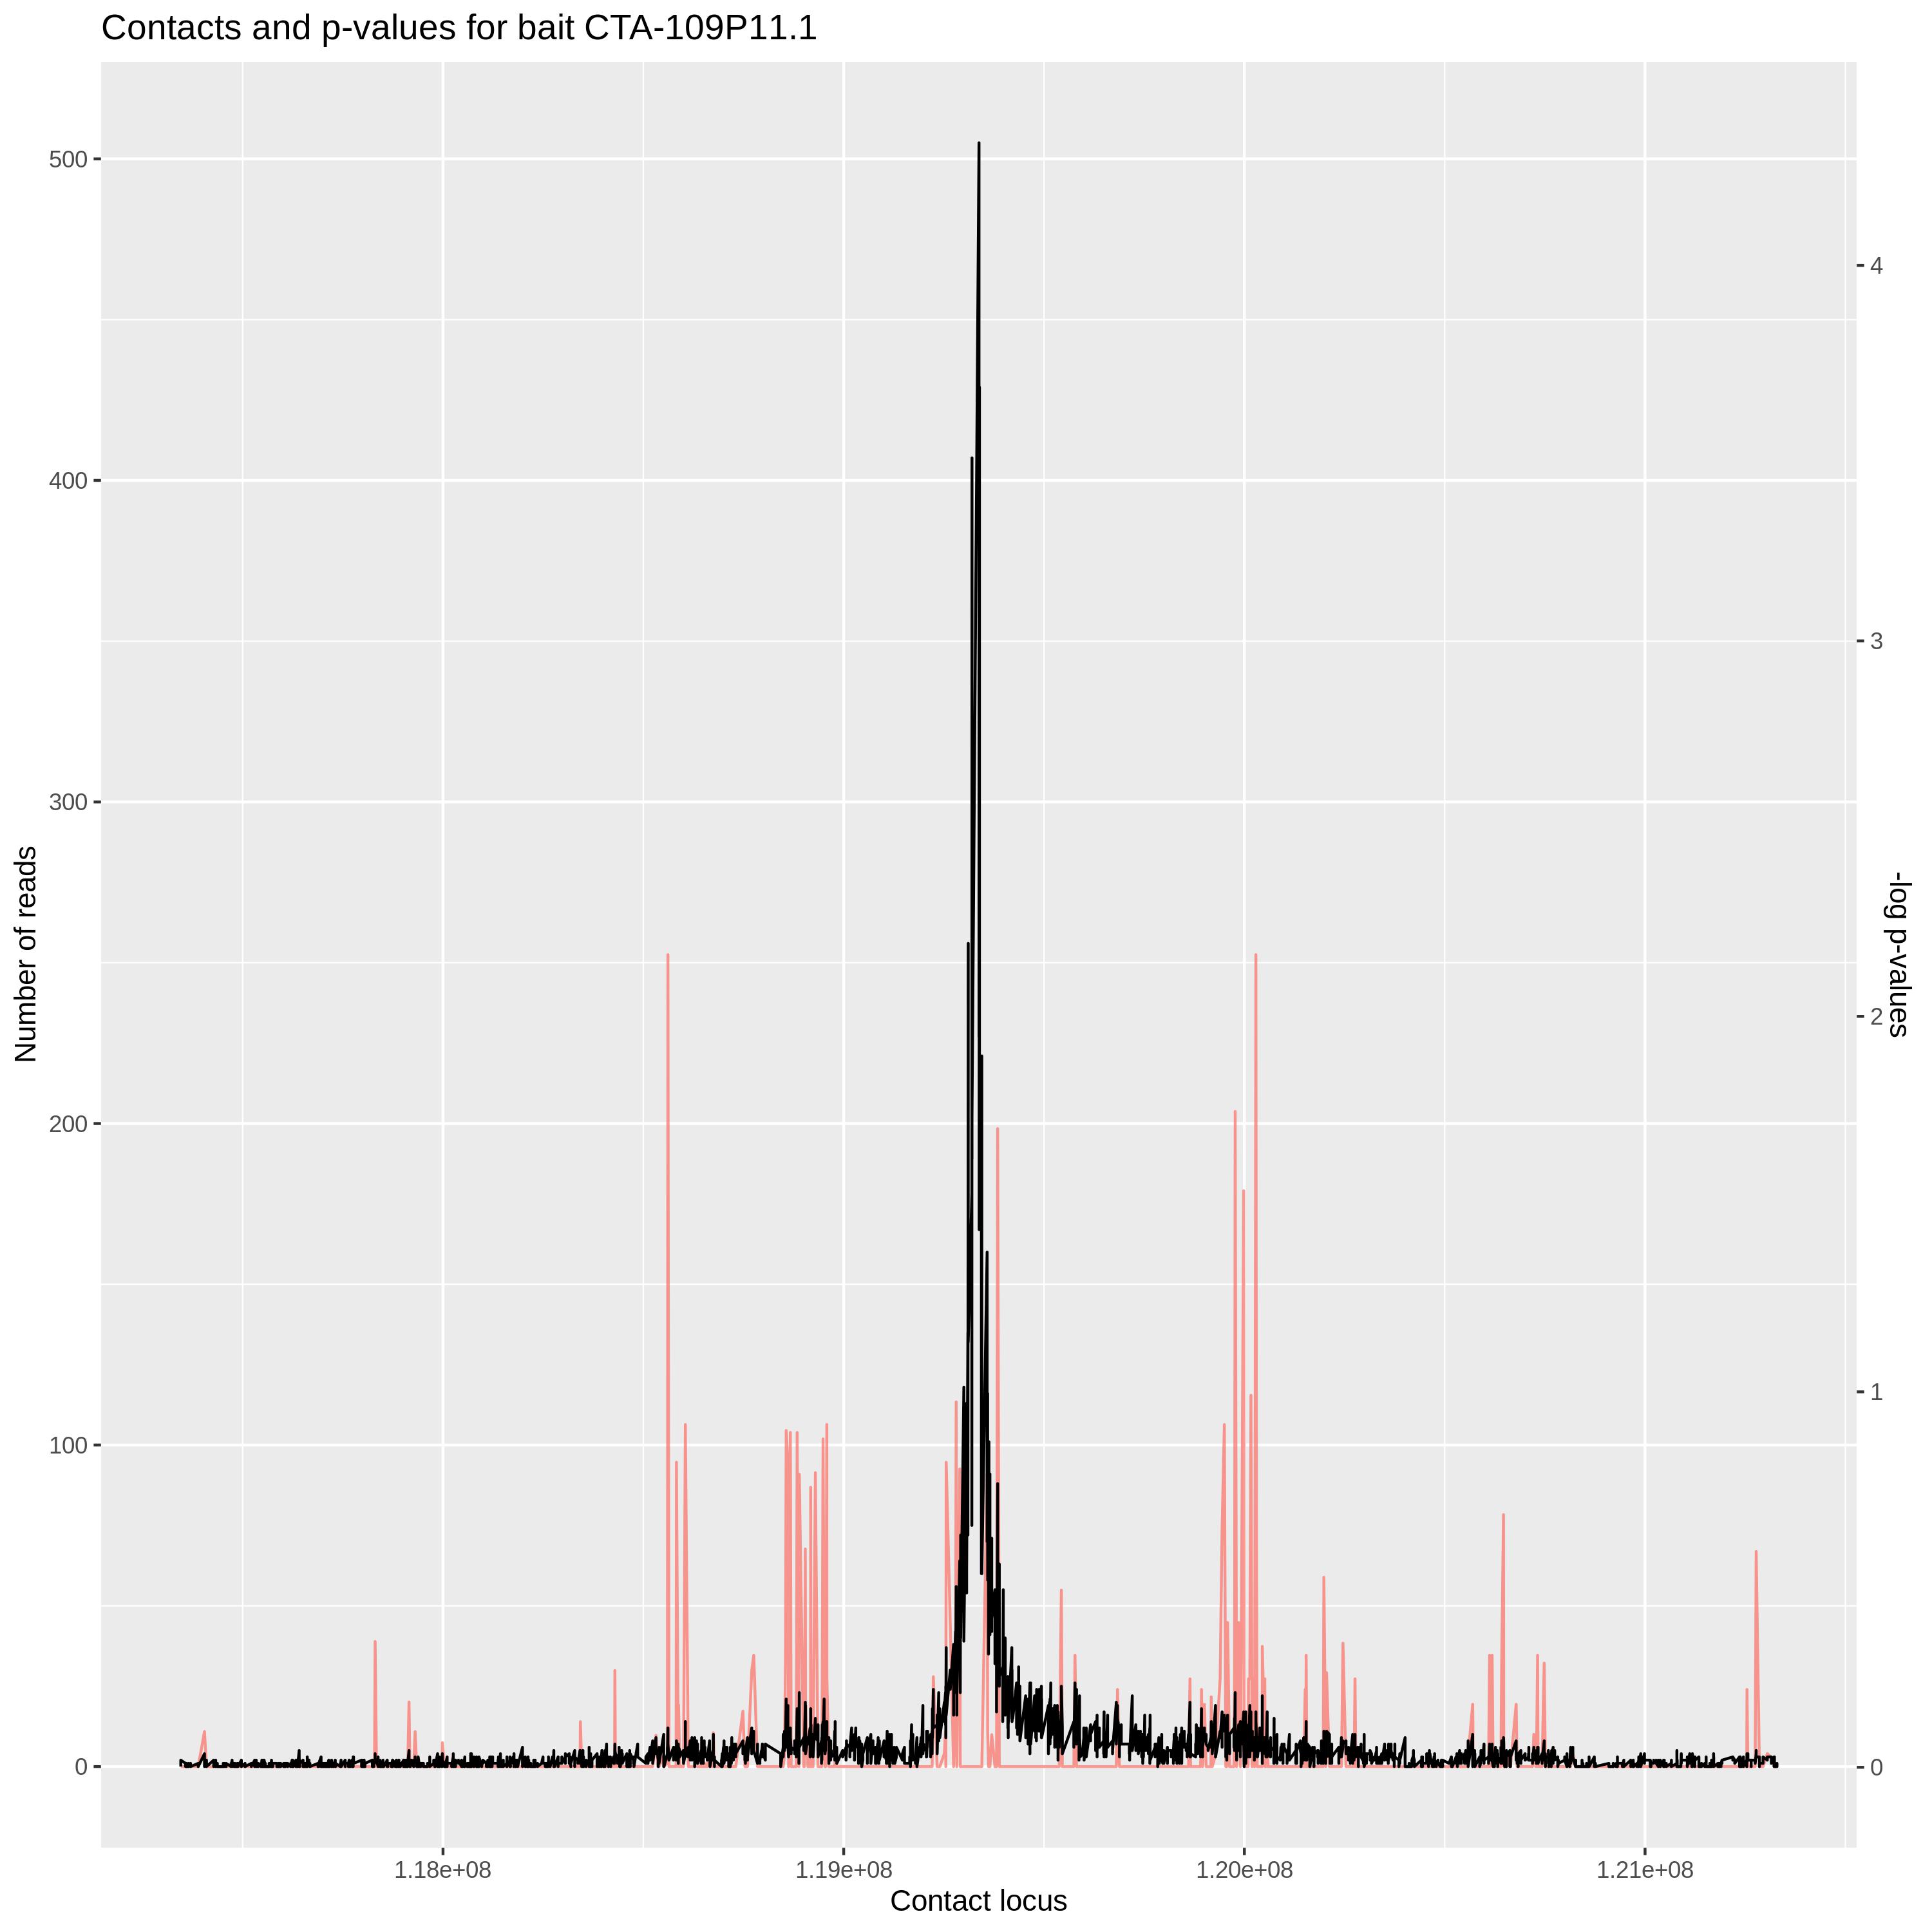 Contacts and p-values for bait CTA-109P11.1
500
400
300
200
100
0
Number of reads
4
3
2
1
0
-log p-values
1.18e+08
1.19e+08
1.20e+08
1.21e+08
Contact locus